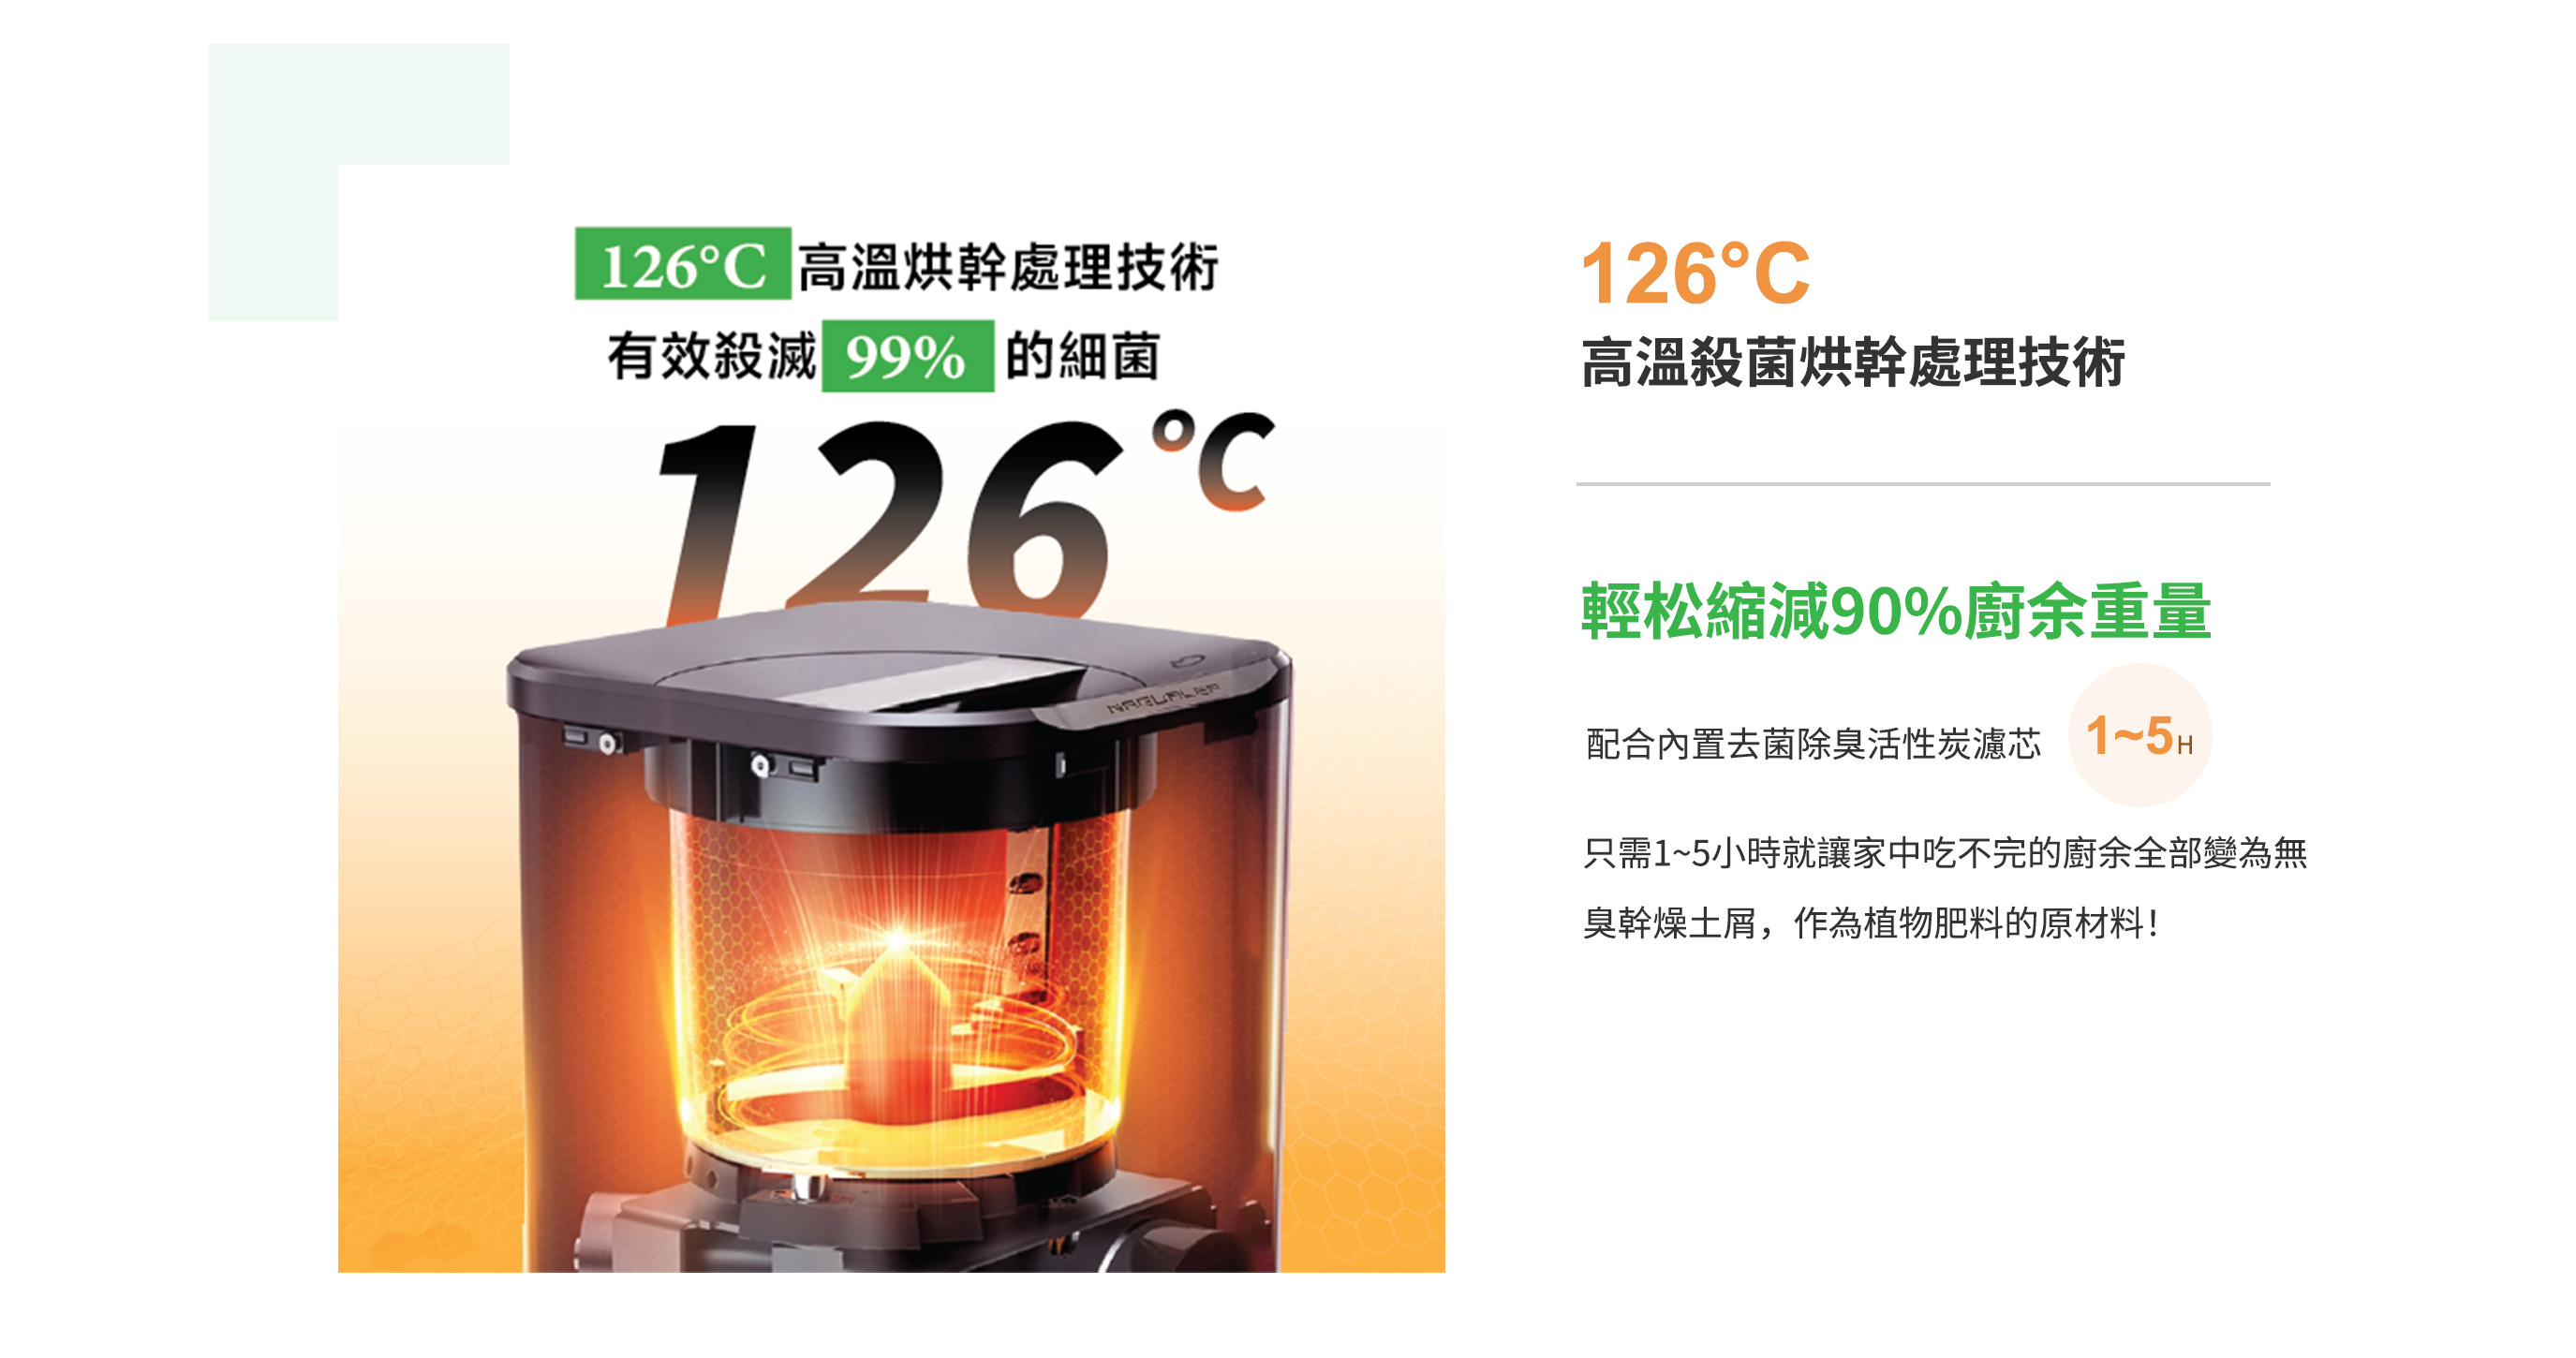 126°C 高溫烘幹處理技術
有效殺滅 99% 的細菌
126°C
NAGUALEP
126°C
高溫殺菌烘幹處理技術
輕松縮減90%廚余重量
配合內置去菌除臭活性炭濾芯 1~5H
只需1~5小時就讓家中吃不完的廚余全部變為無
臭幹燥土屑，作為植物肥料的原材料！